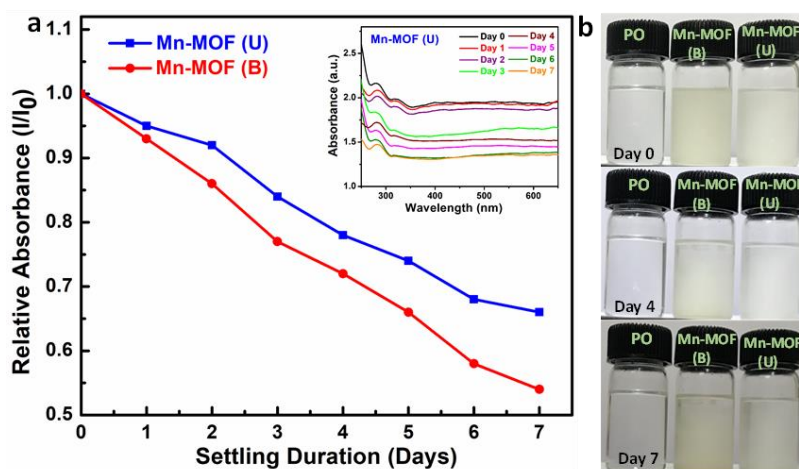 a
Mn-MOF (U)
Mn-MOF (B)
Relative Absorbance (I/I0)
1.1
1.0
0.9
0.8
0.7
0.6
0.5
0 1 2 3 4 5 6 7
Settling Duration (Days)
Mn-MOF (U)
Day 0 Day 4
Day 1 Day 5
Day 2 Day 6
Day 3 Day 7
Absorbance (a.u.)
2.5
2.0
1.5
1.0
300 400 500 600
Wavelength (nm)
b
PO Mn-MOF (B) Mn-MOF (U)
Day 0
PO Mn-MOF (B) Mn-MOF (U)
Day 4
PO Mn-MOF (B) Mn-MOF (U)
Day 7